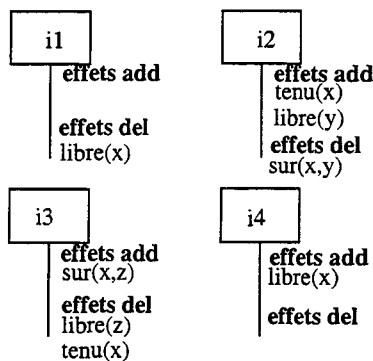 i1
effets add
effets del
libre(x)
i2
effets add
tenu(x)
libre(y)
effets del
sur(x,y)
i3
effets add
sur(x,z)
effets del
libre(z)
tenu(x)
i4
effets add
libre(x)
effets del